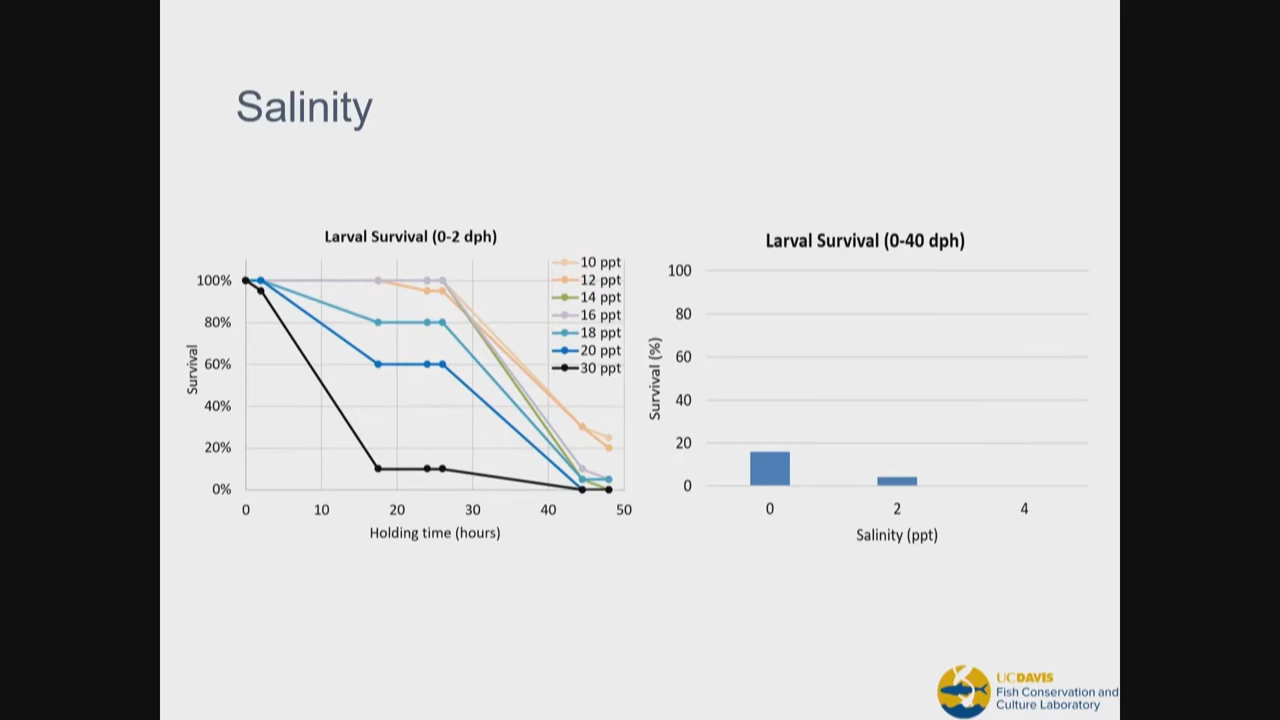 Salinity
Larval Survival (0-2 dph)
10 ppt
12 ppt
14 ppt
16 ppt
18 ppt
20 ppt
30 ppt
100%
80%
60%
40%
20%
0%
Survival
0 10 20 30 40 50
Holding time (hours)
Larval Survival (0-40 dph)
100
80
60
40
20
0
Survival (%)
0 2 4
Salinity (ppt)
UCDAVIS
Fish Conservation and
Culture Laboratory